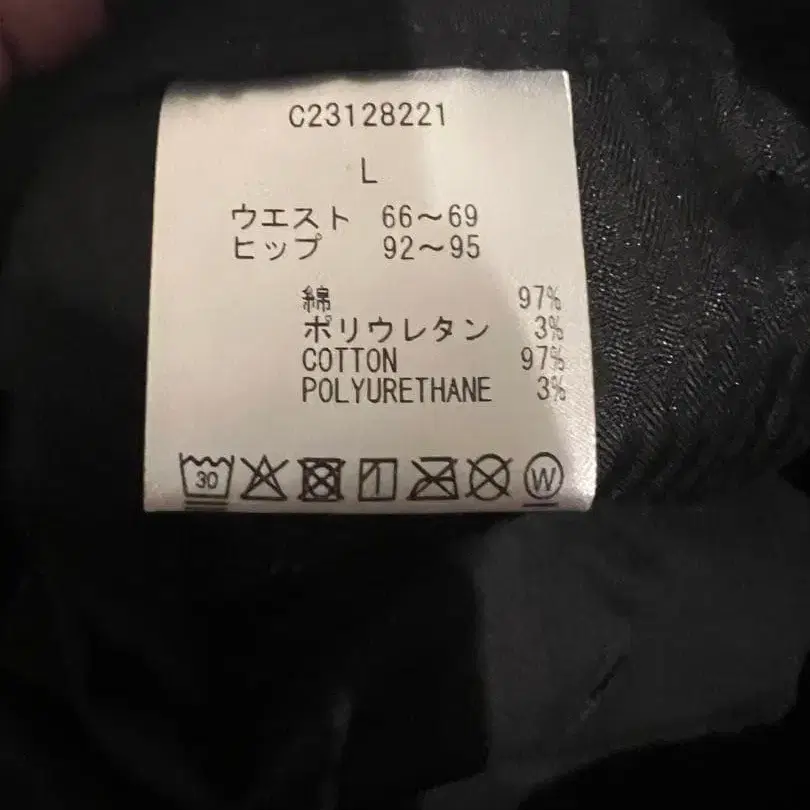 C23128221
L
ウエスト 66〜69
ヒップ 92〜95
綿 97%
ポリウレタン 3%
COTTON 97%
POLYURETHANE 3%
30
W